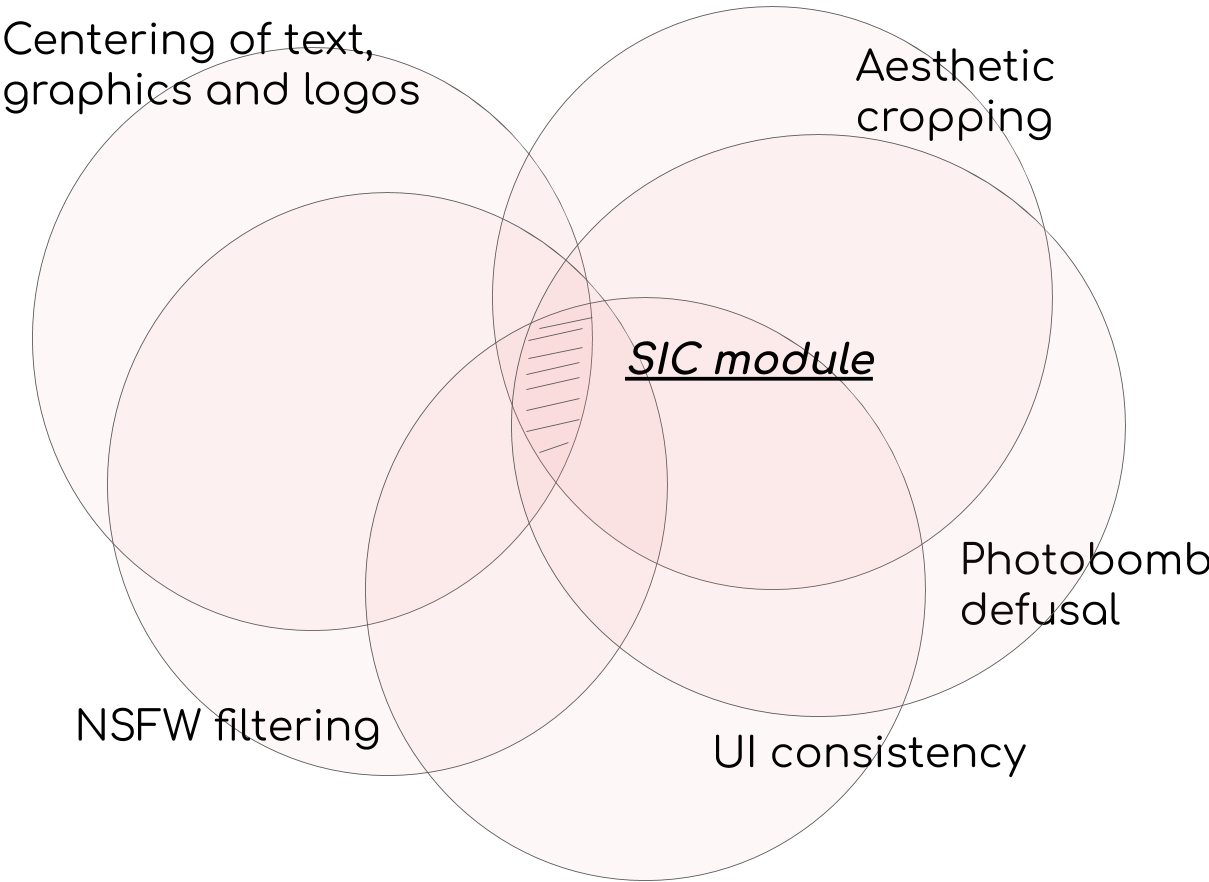 Centering of text,
graphics and logos
Aesthetic
cropping
SIC module
Photobomb
defusal
NSFW filtering
UI consistency